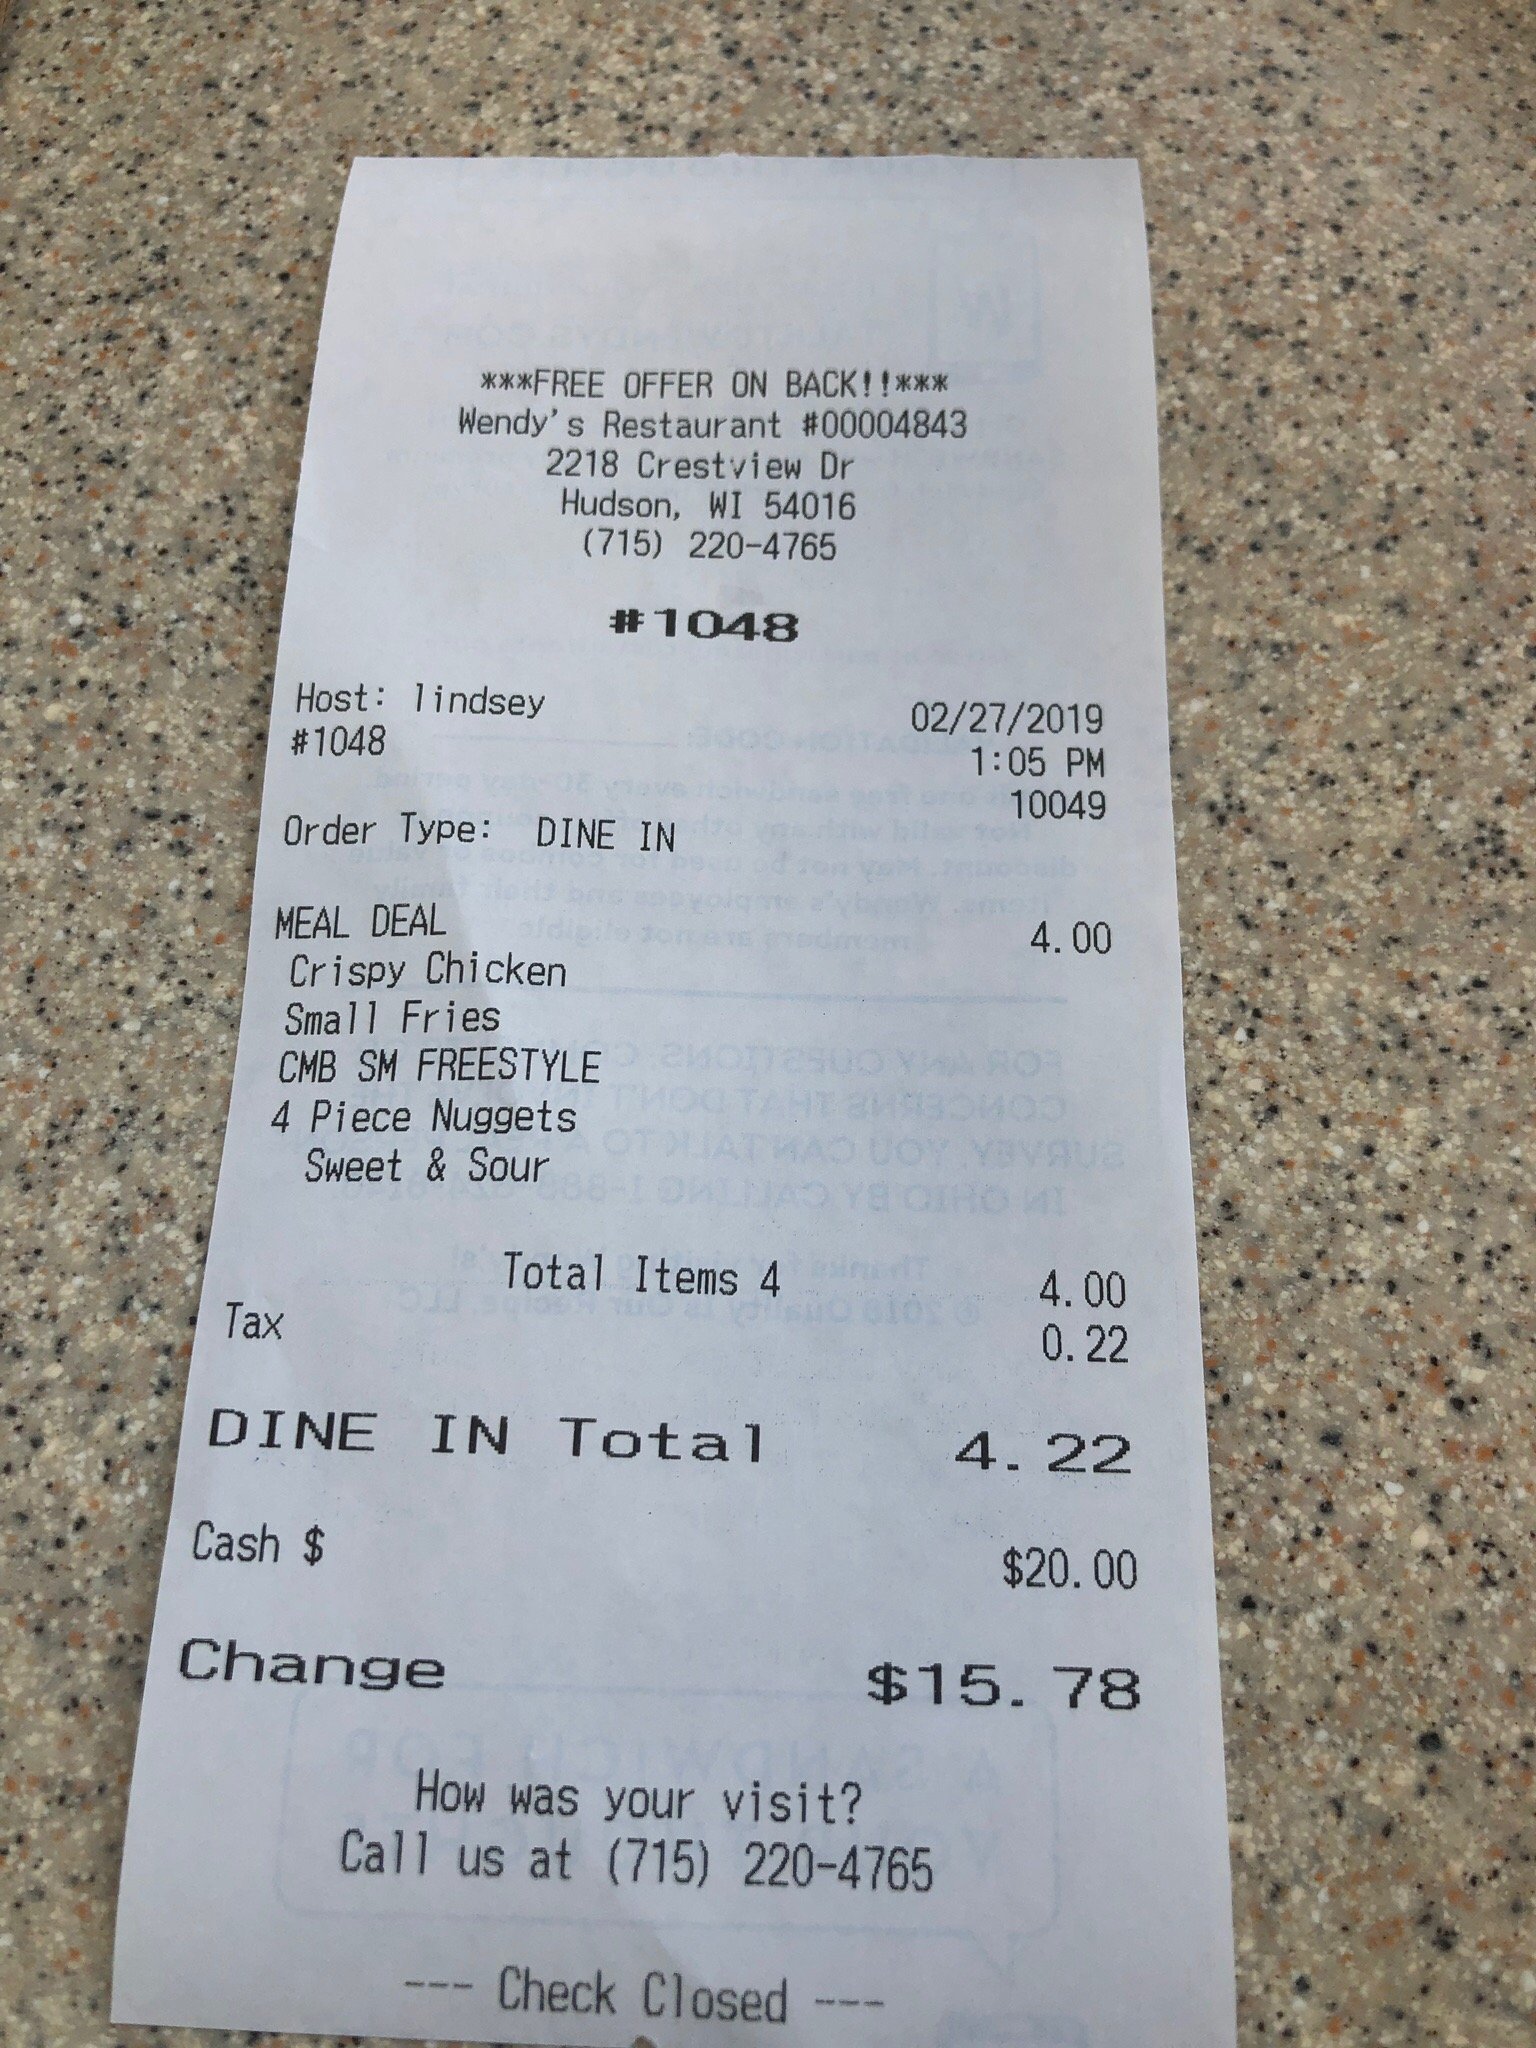 ***FREE OFFER ON BACK!!***
Wendy's Restaurant #00004843
2218 Crestview Dr
Hudson, WI 54016
(715) 220-4765
#1048
Host: lindsey 02/27/2019
#1048 1:05 PM
10049
Order Type: DINE IN
MEAL DEAL 4.00
Crispy Chicken
Small Fries
CMB SM FREESTYLE
4 Piece Nuggets
Sweet & Sour
Total Items 4 4.00
Tax 0.22
DINE IN Total 4.22
Cash $ $20.00
Change $15.78
How was your visit?
Call us at (715) 220-4765
--- Check Closed ---